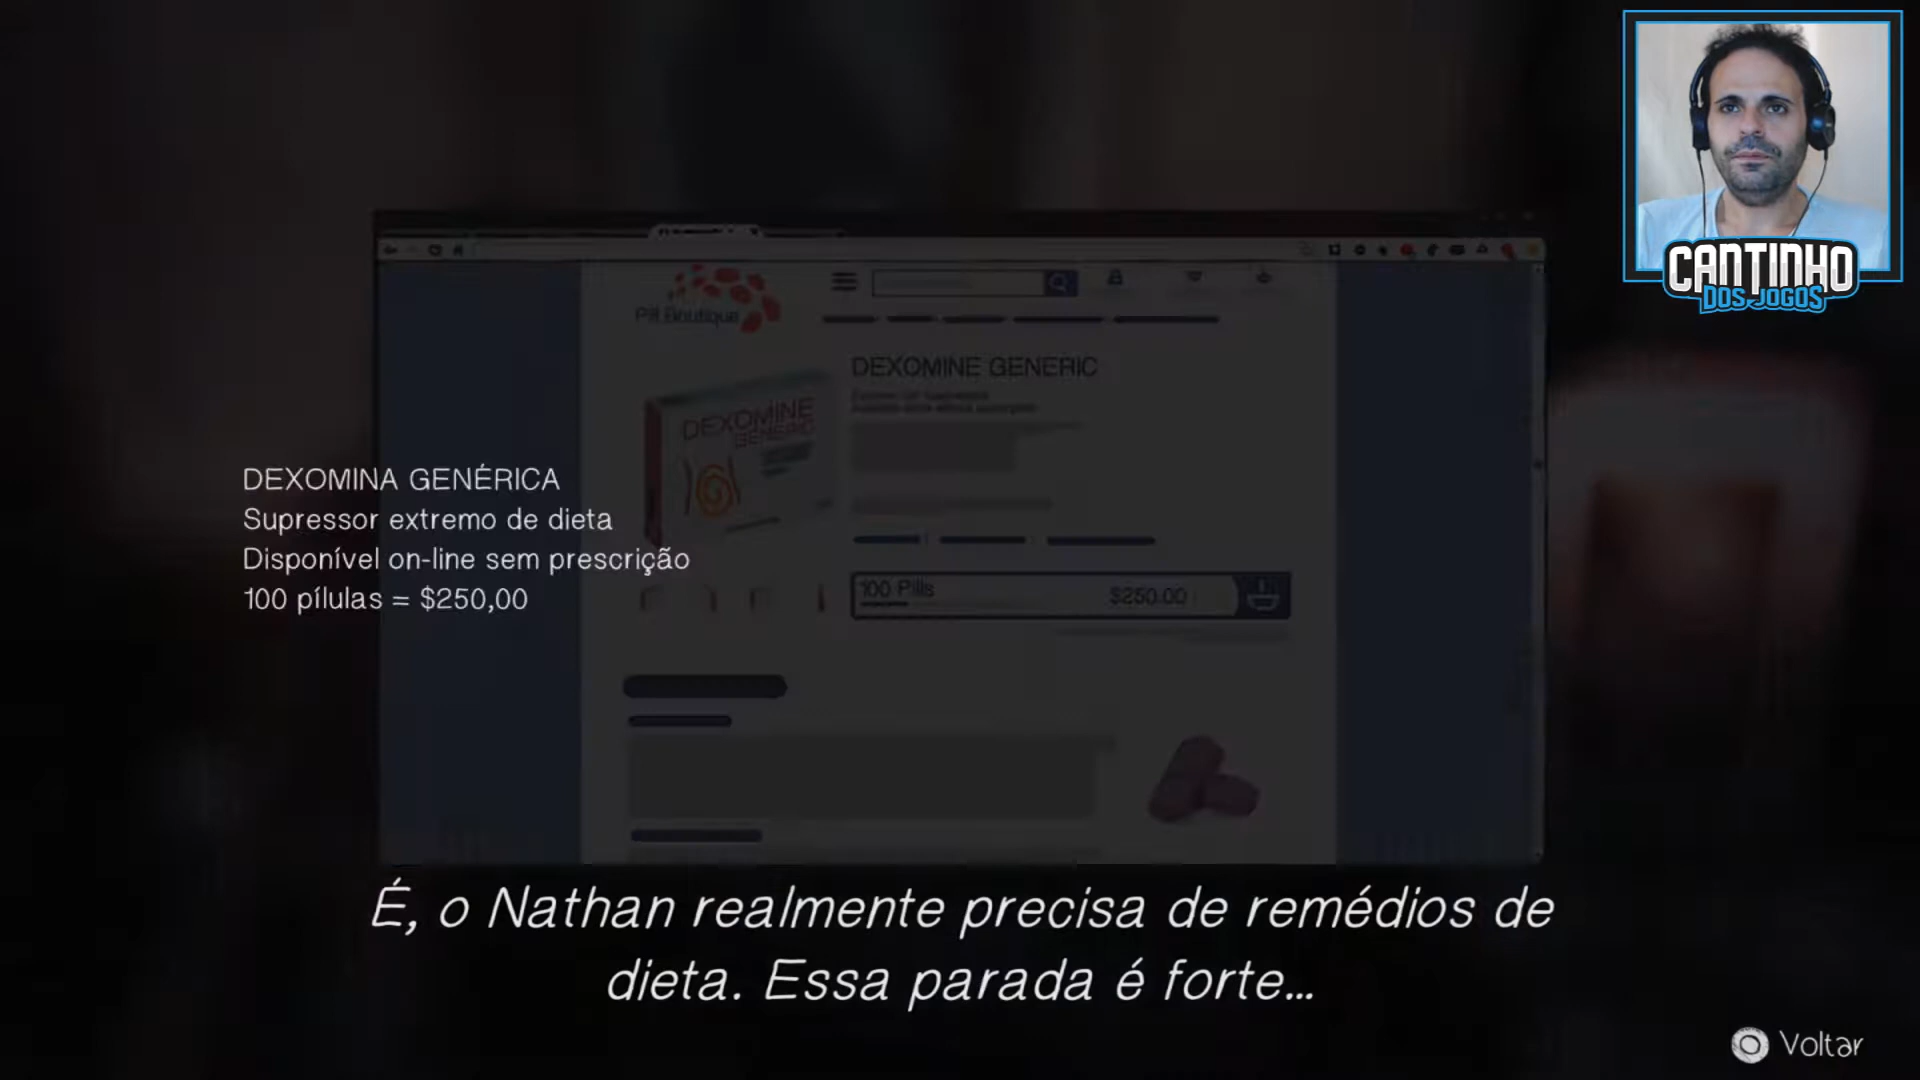 CANTINHO
DOS JOGOS
Pill Boutique
DEXOMINE GENERIC
DEXOMINE
GENERIC
DEXOMINA GENÉRICA
Supressor extremo de dieta
Disponível on-line sem prescrição
100 pílulas = $250,00
100 Pills $250.00
É, o Nathan realmente precisa de remédios de
dieta. Essa parada é forte...
Voltar